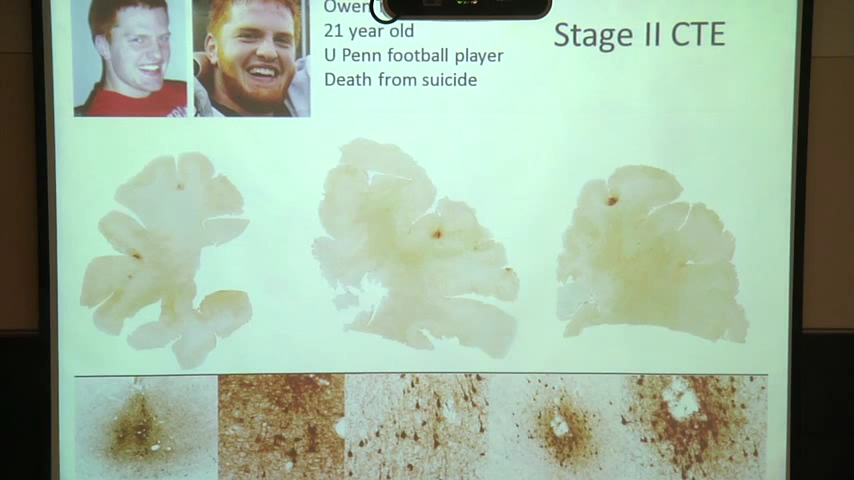 Owen
21 year old
U Penn football player
Death from suicide
Stage II CTE